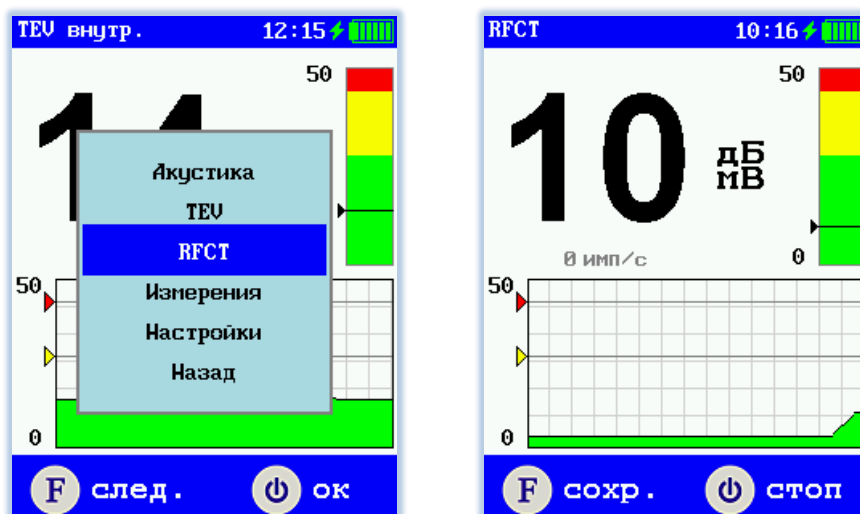 TEV внутр. 12:15
50
14
Акустика
TEV
RFCT
Измерения
Настройки
Назад
50
0
F след. ок
RFCT 10:16
50
10 дБ мВ
0 имп/с 0
50
0
F сохр. стоп